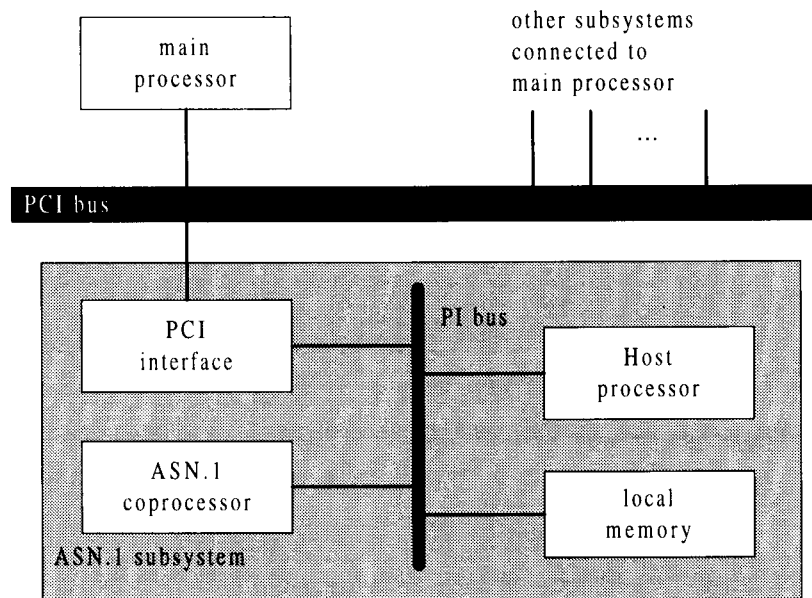 main
processor
other subsystems
connected to
main processor
...
PCI bus
PCI
interface
PI bus
Host
processor
ASN.1
coprocessor
local
memory
ASN.1 subsystem